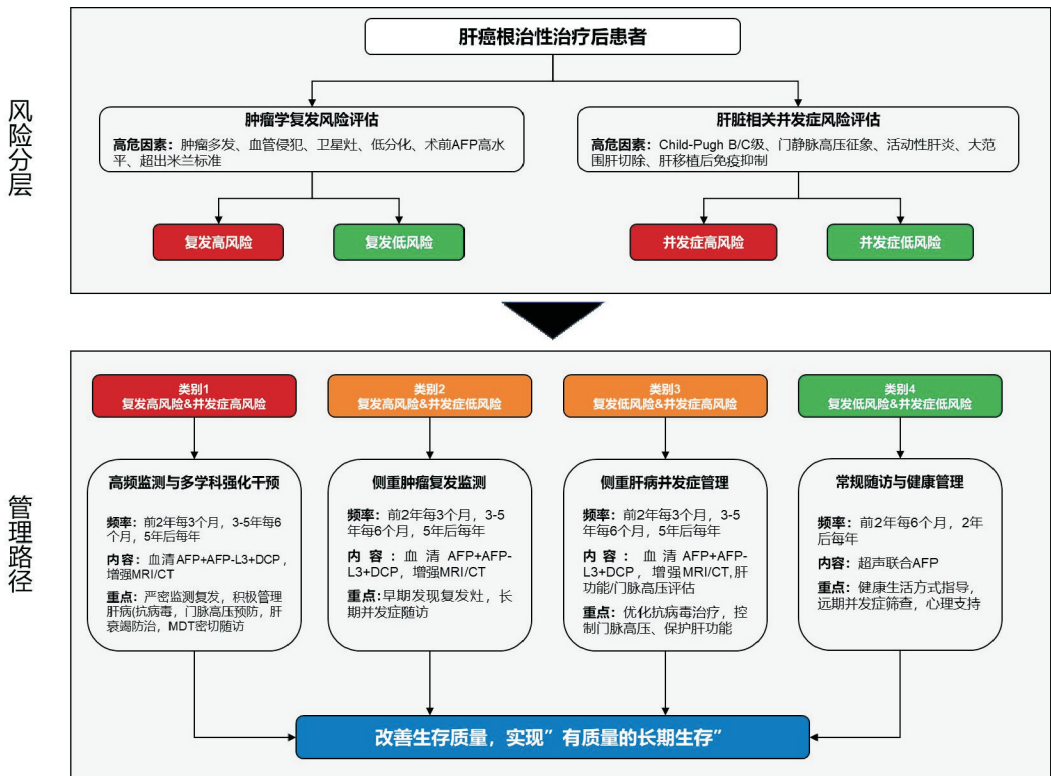 风险分层
肝癌根治性治疗后患者
肿瘤学复发风险评估
高危因素：肿瘤多发、血管侵犯、卫星灶、低分化、术前AFP高水
平、超出米兰标准
肝脏相关并发症风险评估
高危因素：Child-Pugh B/C级、门静脉高压征象、活动性肝炎、大范
围肝切除、肝移植后免疫抑制
复发高风险
复发低风险
并发症高风险
并发症低风险
管理路径
类别1
复发高风险&并发症高风险
类别2
复发高风险&并发症低风险
类别3
复发低风险&并发症高风险
类别4
复发低风险&并发症低风险
高频监测与多学科强化干预
频率：前2年每3个月，3-5年每6
个月，5年后每年
内容：血清AFP+AFP-L3+DCP，
增强MRI/CT
重点：严密监测复发，积极管理
肝病(抗病毒，门脉高压预防，肝
衰竭防治，MDT密切随访
侧重肿瘤复发监测
频率：前2年每3个月，3-5
年每6个月，5年后每年
内容：血清AFP+AFP-
L3+DCP，增强MRI/CT
重点：早期发现复发灶，长
期并发症随访
侧重肝病并发症管理
频率：前2年每3个月，3-5
年每6个月，5年后每年
内容：血清AFP+AFP-
L3+DCP，增强MRI/CT,肝
功能/门脉高压评估
重点：优化抗病毒治疗，控
制门脉高压、保护肝功能
常规随访与健康管理
频率：前2年每6个月，2年
后每年
内容：超声联合AFP
重点：健康生活方式指导，
远期并发症筛查，心理支持
改善生存质量，实现”有质量的长期生存”